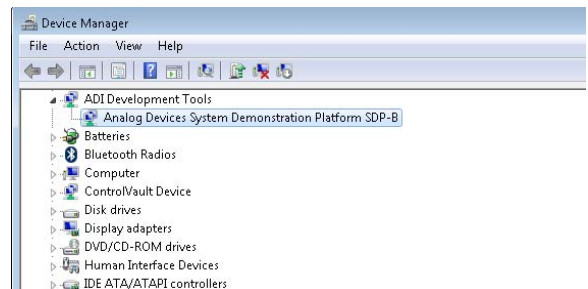 Device Manager
File Action View Help
ADI Development Tools
Analog Devices System Demonstration Platform SDP-B
Batteries
Bluetooth Radios
Computer
ControlVault Device
Disk drives
Display adapters
DVD/CD-ROM drives
Human Interface Devices
IDE ATA/ATAPI controllers